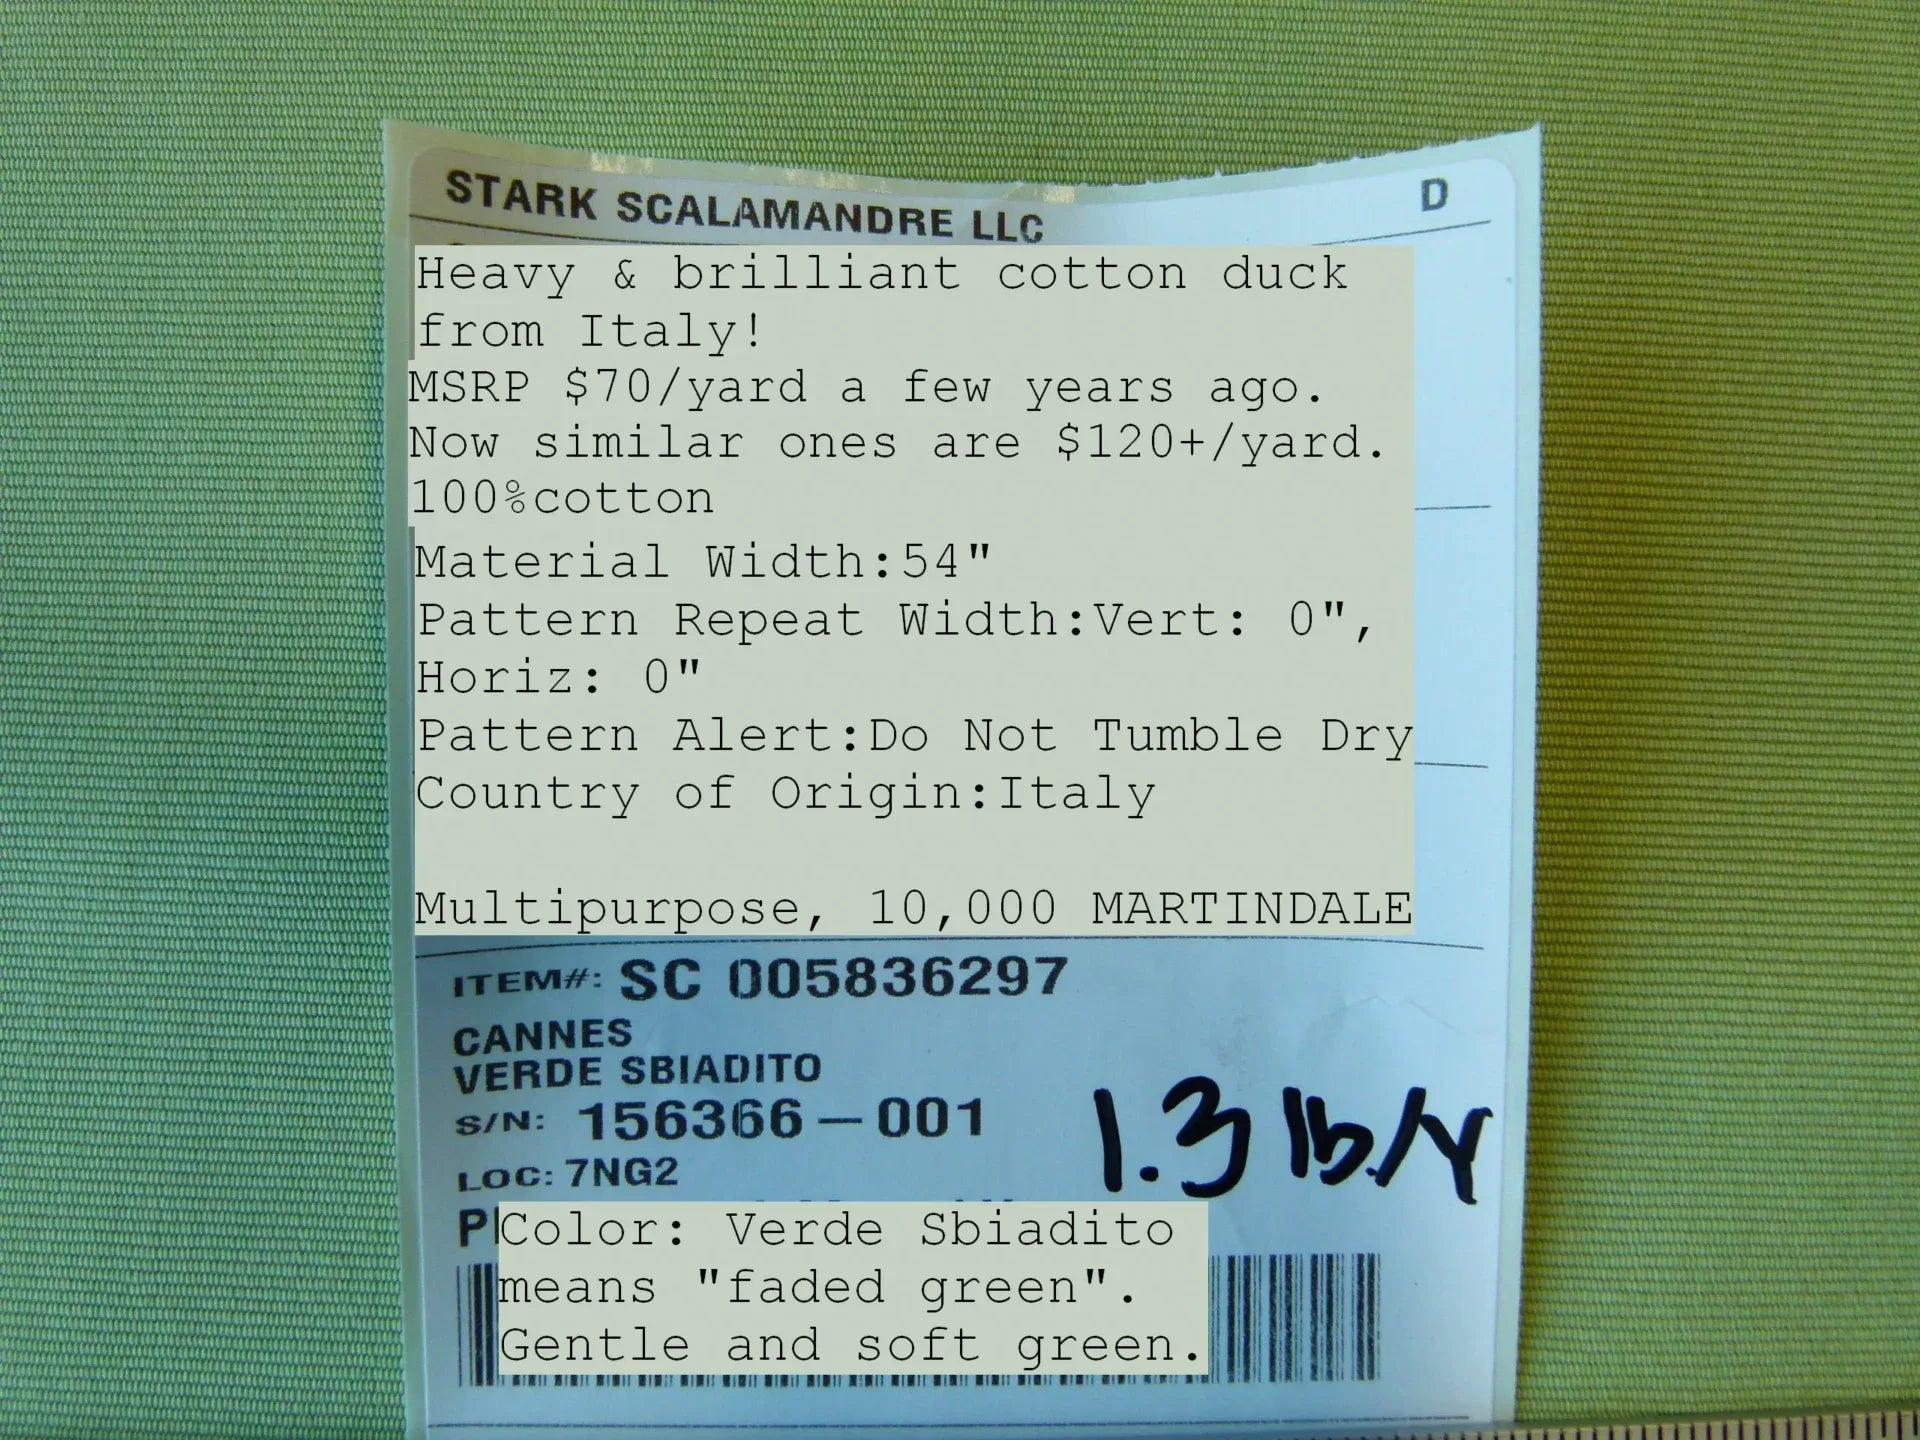 STARK SCALAMANDRE LLC D
Heavy & brilliant cotton duck
from Italy!
MSRP $70/yard a few years ago.
Now similar ones are $120+/yard.
100%cotton
Material Width:54"
Pattern Repeat Width:Vert: 0",
Horiz: 0"
Pattern Alert:Do Not Tumble Dry
Country of Origin:Italy
Multipurpose, 10,000 MARTINDALE
ITEM#: SC 005836297
CANNES
VERDE SBIADITO
S/N: 156366-001
LOC: 7NG2
1.3 lb/Y
Color: Verde Sbiadito
means "faded green".
Gentle and soft green.